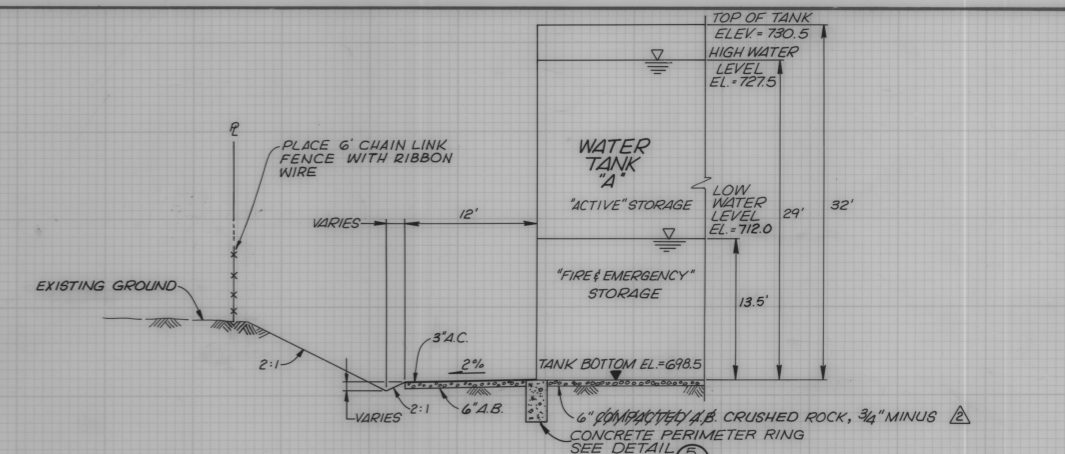 TOP OF TANK
ELEV. = 730.5
HIGH WATER
LEVEL
EL. = 727.5
PL
PLACE 6' CHAIN LINK
FENCE WITH RIBBON
WIRE
WATER
TANK
"A"
"ACTIVE" STORAGE
LOW
WATER
LEVEL
EL. = 712.0
29'
32'
VARIES
12'
EXISTING GROUND
"FIRE & EMERGENCY"
STORAGE
13.5'
3" A.C.
2:1
2%
TANK BOTTOM EL. = 698.5
VARIES
2:1
6" A.B.
6" COMPACTED A.B. CRUSHED ROCK, 3/4" MINUS 2
CONCRETE PERIMETER RING
SEE DETAIL 5